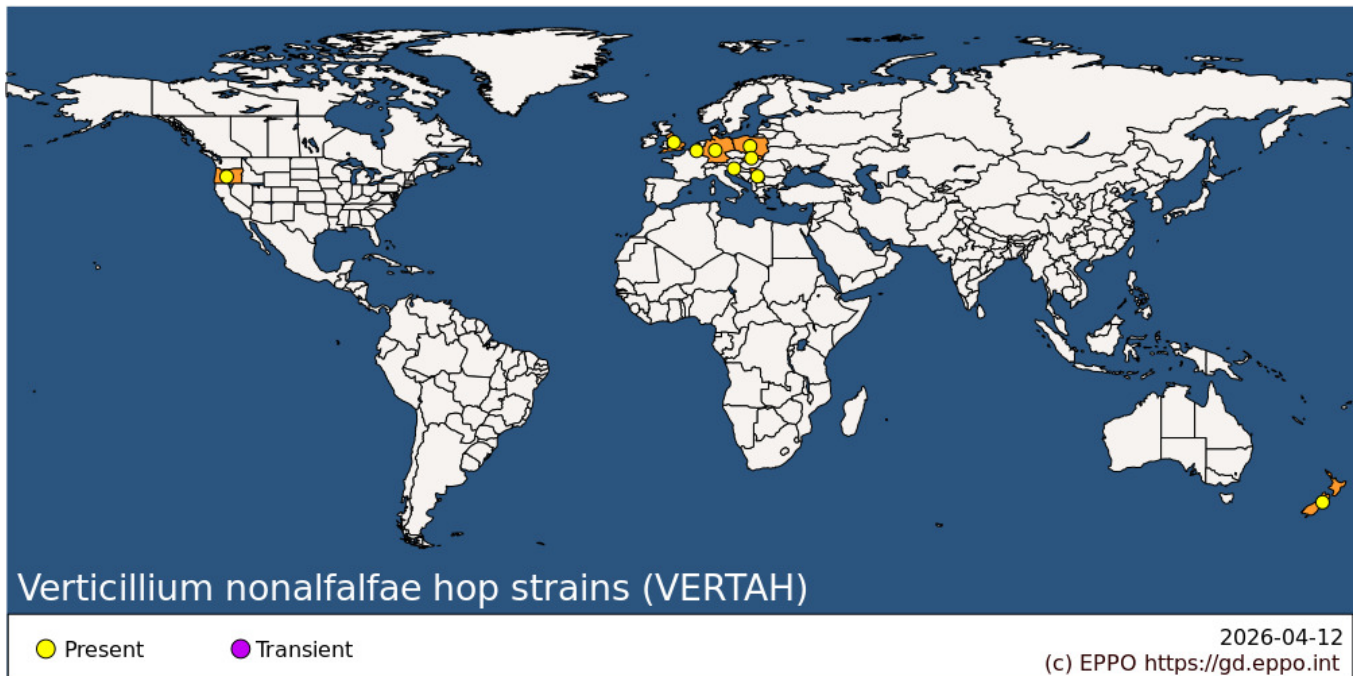 Verticillium nonalfalfae hop strains (VERTAH)
Present
Transient
2026-04-12
(c) EPPO https://gd.eppo.int